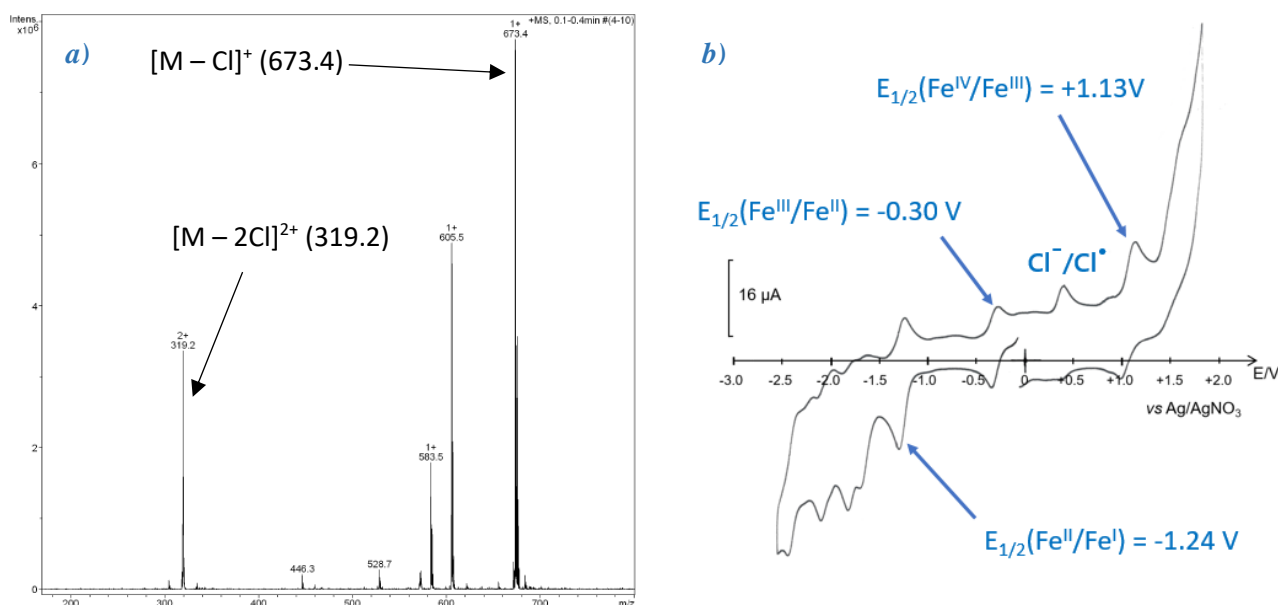 Intens.
x10⁶
+MS, 0.1-0.4min #(4-10)
a)
[M – Cl]⁺ (673.4)
1+
673.4
6
[M – 2Cl]²⁺ (319.2)
1+
605.5
4
2+
319.2
2
1+
583.5
446.3
528.7
0
200
300
400
500
600
700
m/z
b)
E1/2(Feᴵⱽ/Feᴵᴵᴵ) = +1.13V
E1/2(Feᴵᴵᴵ/Feᴵᴵ) = -0.30 V
Cl⁻/Cl•
16 µA
-3.0
-2.5
-2.0
-1.5
-1.0
-0.5
0
+0.5
+1.0
+1.5
+2.0
E/V
vs Ag/AgNO₃
E1/2(Feᴵᴵ/Feᴵ) = -1.24 V